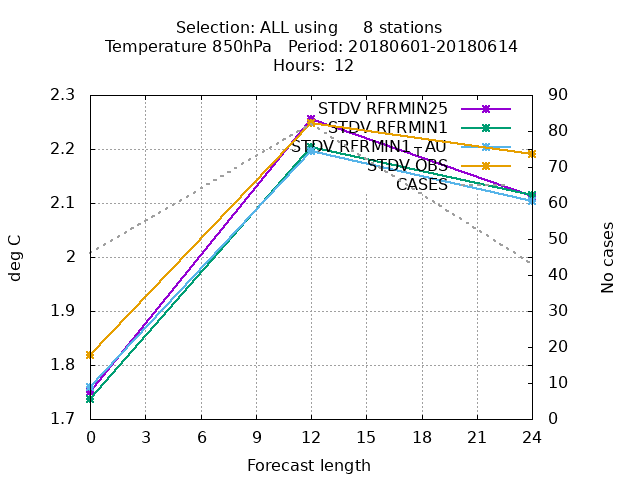 Selection: ALL using 8 stations
Temperature 850hPa Period: 20180601-20180614
Hours: 12
2.3
2.2
2.1
2
1.9
1.8
1.7
90
80
70
60
50
40
30
20
10
0
STDV RFRMIN25
STDV RFRMIN1
STDV RFRMIN1_AU
STDV OBS
CASES
deg C
No cases
0 3 6 9 12 15 18 21 24
Forecast length